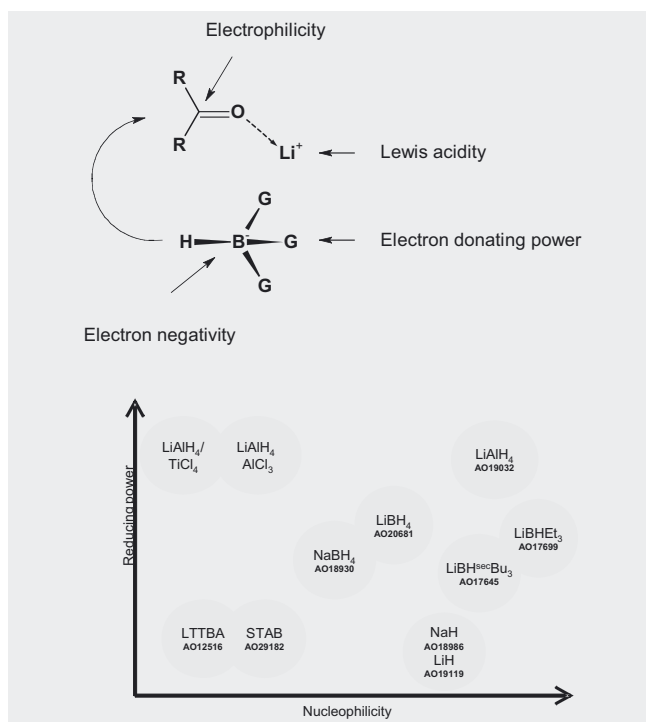 Electrophilicity
R
O
R
Li⁺
Lewis acidity
G
H
B⁻
G
Electron donating power
G
Electron negativity
Reducing power
LiAlH₄/
TiCl₄
LiAlH₄
AlCl₃
LiAlH₄
AO19032
LiBH₄
AO20681
LiBHEt₃
AO17699
NaBH₄
AO18930
LiBHˢᵉᶜBu₃
AO17645
LTTBA
AO12516
STAB
AO29182
NaH
AO18986
LiH
AO19119
Nucleophilicity